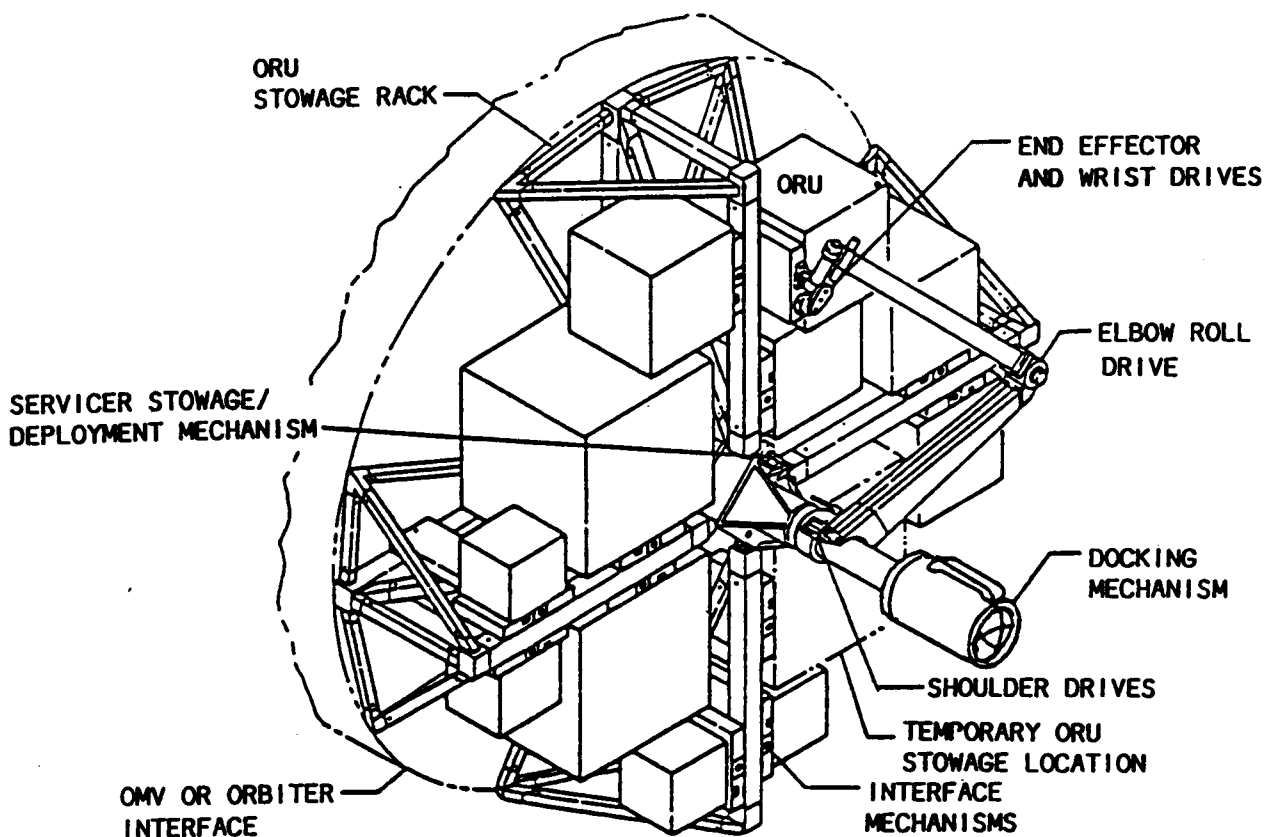 ORU
STOWAGE RACK
ORU
END EFFECTOR
AND WRIST DRIVES
ELBOW ROLL
DRIVE
SERVICER STOWAGE/
DEPLOYMENT MECHANISM
DOCKING
MECHANISM
SHOULDER DRIVES
TEMPORARY ORU
STOWAGE LOCATION
INTERFACE
MECHANISMS
OMV OR ORBITER
INTERFACE